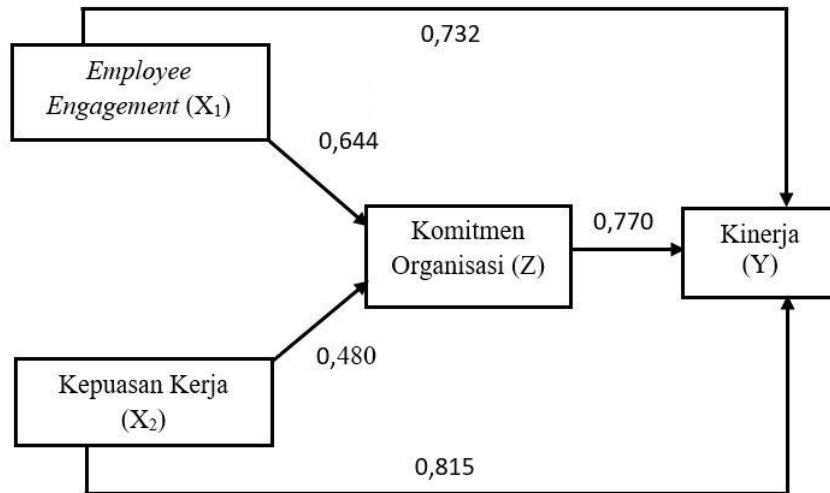 0,732
Employee
Engagement (X₁)
0,644
Komitmen
Organisasi (Z)
0,770
Kinerja
(Y)
0,480
Kepuasan Kerja
(X₂)
0,815